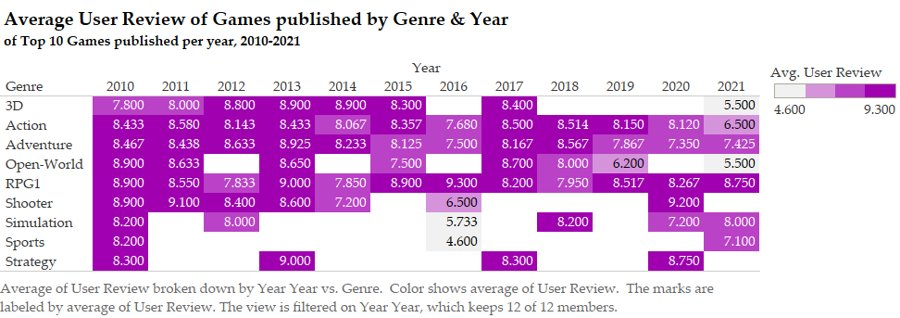 Average User Review of Games published by Genre & Year
of Top 10 Games published per year, 2010-2021
Year
Avg. User Review
Genre 2010 2011 2012 2013 2014 2015 2016 2017 2018 2019 2020 2021
4.600 9.300
3D 7.800 8.000 8.800 8.900 8.900 8.300 8.400 5.500
Action 8.433 8.580 8.143 8.433 8.067 8.357 7.680 8.500 8.514 8.150 8.120 6.500
Adventure 8.467 8.438 8.633 8.925 8.233 8.125 7.500 8.167 8.567 7.867 7.350 7.425
Open-World 8.900 8.633 8.650 7.500 8.700 8.000 6.200 5.500
RPG1 8.900 8.550 7.833 9.000 7.850 8.900 9.300 8.200 7.950 8.517 8.267 8.750
Shooter 8.900 9.100 8.400 8.600 7.200 6.500 9.200
Simulation 8.200 8.000 5.733 8.200 7.200 8.000
Sports 8.200 4.600 7.100
Strategy 8.300 9.000 8.300 8.750
Average of User Review broken down by Year Year vs. Genre. Color shows average of User Review. The marks are
labeled by average of User Review. The view is filtered on Year Year, which keeps 12 of 12 members.